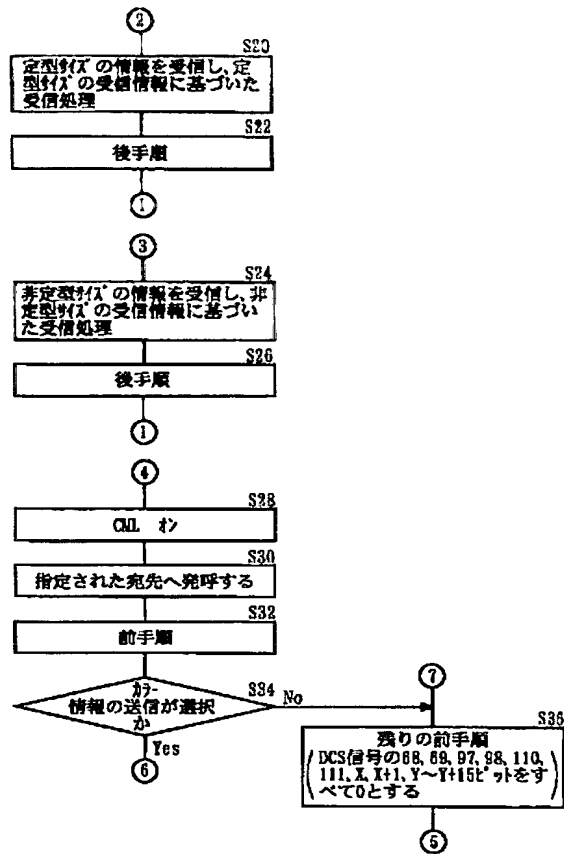 ②
S20
定型ｻｲｽﾞの情報を受信し、定
型ｻｲｽﾞの受信情報に基づいた
受信処理
S22
後手順
①
③
S24
非定型ｻｲｽﾞの情報を受信し、非
定型サイズの受信情報に基づい
た受信処理
S26
後手順
①
④
S28
CML ｵﾝ
S30
指定された宛先へ発呼する
S32
前手順
S34
ｶﾗｰ
情報の送信が選択
か
No
Yes
⑥
⑦
S36
残りの前手順
(DCS信号の68, 69, 97, 98, 110,
111, X, X+1, Y～Y+15ﾋﾞｯﾄをす
べて0とする)
⑤